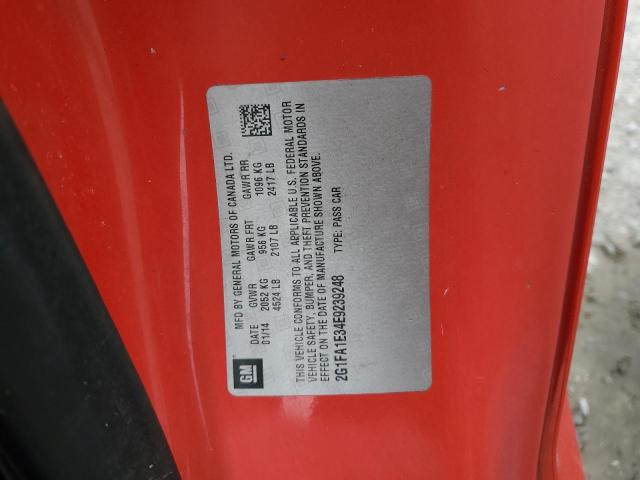 GM
MFD BY GENERAL MOTORS OF CANADA LTD.
DATE GVWR GAWR FRT GAWR RR
01/14 2052 KG 956 KG 1096 KG
4524 LB 2107 LB 2417 LB
THIS VEHICLE CONFORMS TO ALL APPLICABLE U.S. FEDERAL MOTOR
VEHICLE SAFETY, BUMPER, AND THEFT PREVENTION STANDARDS IN
EFFECT ON THE DATE OF MANUFACTURE SHOWN ABOVE.
2G1FA1E34E9239248 TYPE: PASS CAR